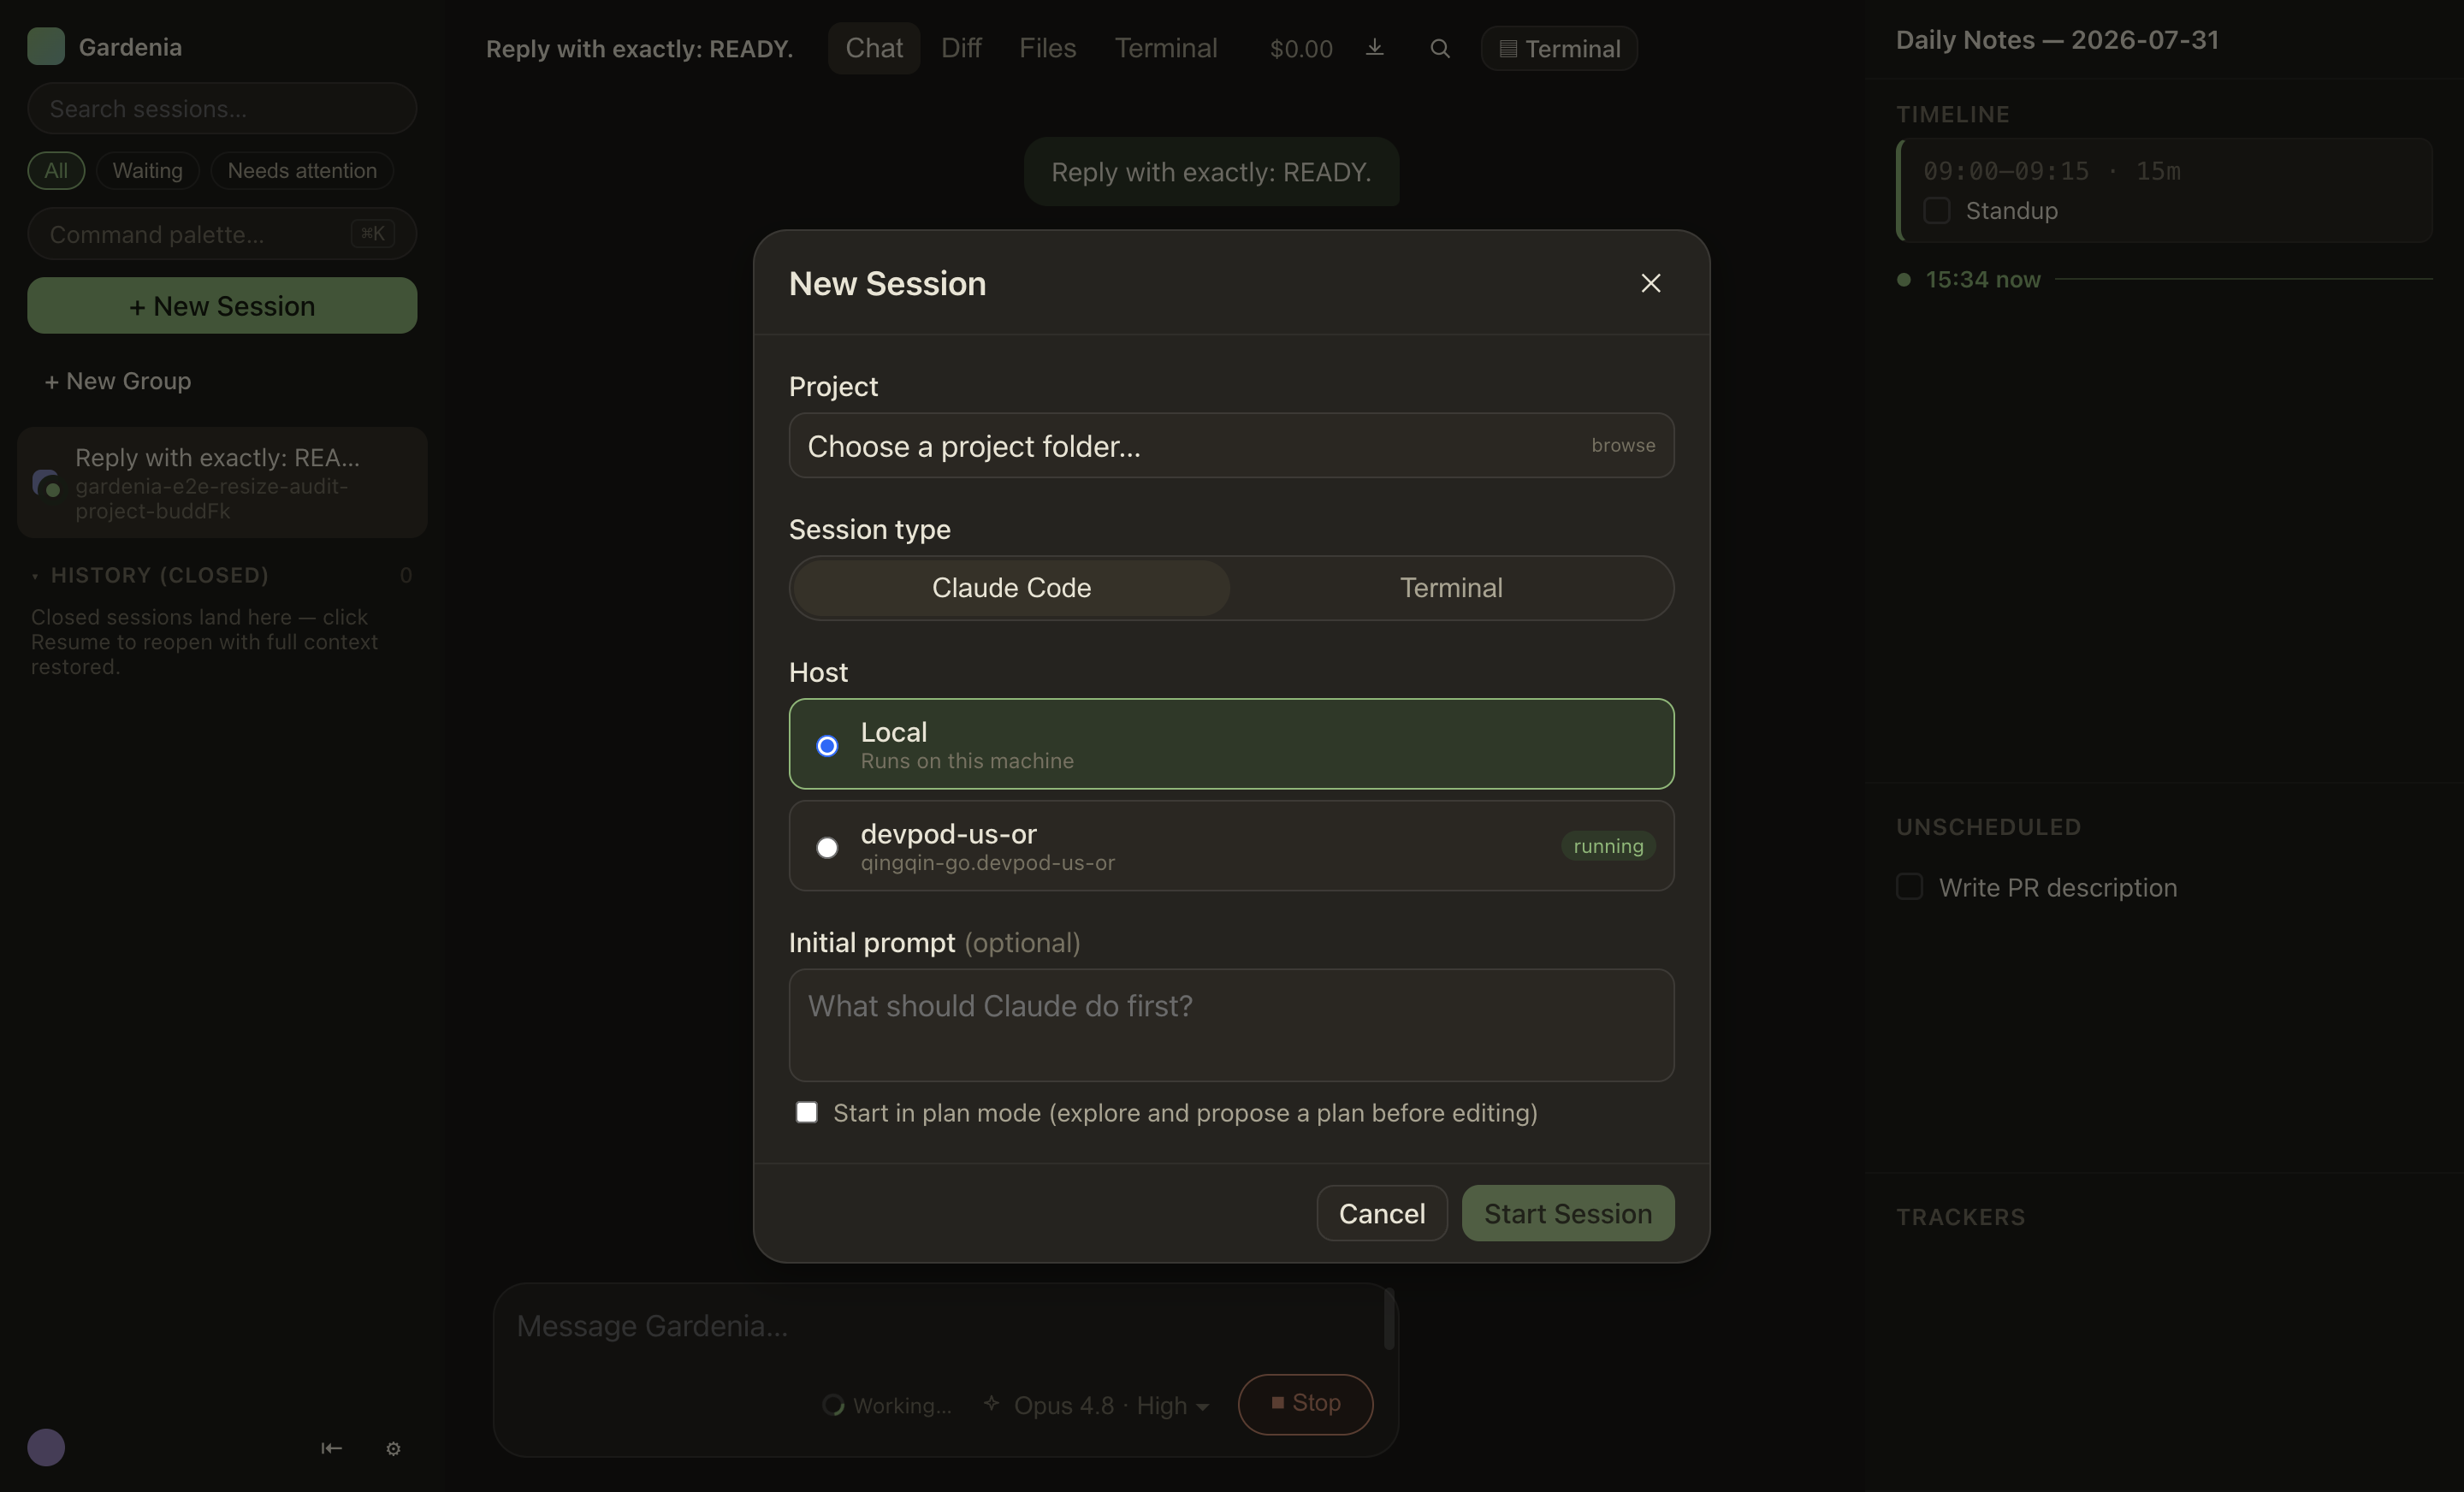 Gardenia
Search sessions...
All
Waiting
Needs attention
Command palette...
⌘K
+ New Session
+ New Group
Reply with exactly: REA...
gardenia-e2e-resize-audit-
project-buddFk
HISTORY (CLOSED)
0
Closed sessions land here — click
Resume to reopen with full context
restored.
Reply with exactly: READY.
Chat
Diff
Files
Terminal
$0.00
Terminal
Reply with exactly: READY.
New Session
Project
Choose a project folder...
browse
Session type
Claude Code
Terminal
Host
Local
Runs on this machine
devpod-us-or
qingqin-go.devpod-us-or
running
Initial prompt (optional)
What should Claude do first?
Start in plan mode (explore and propose a plan before editing)
Cancel
Start Session
Message Gardenia...
Working...
Opus 4.8 · High
Stop
Daily Notes — 2026-07-31
TIMELINE
09:00–09:15 · 15m
Standup
15:34 now
UNSCHEDULED
Write PR description
TRACKERS